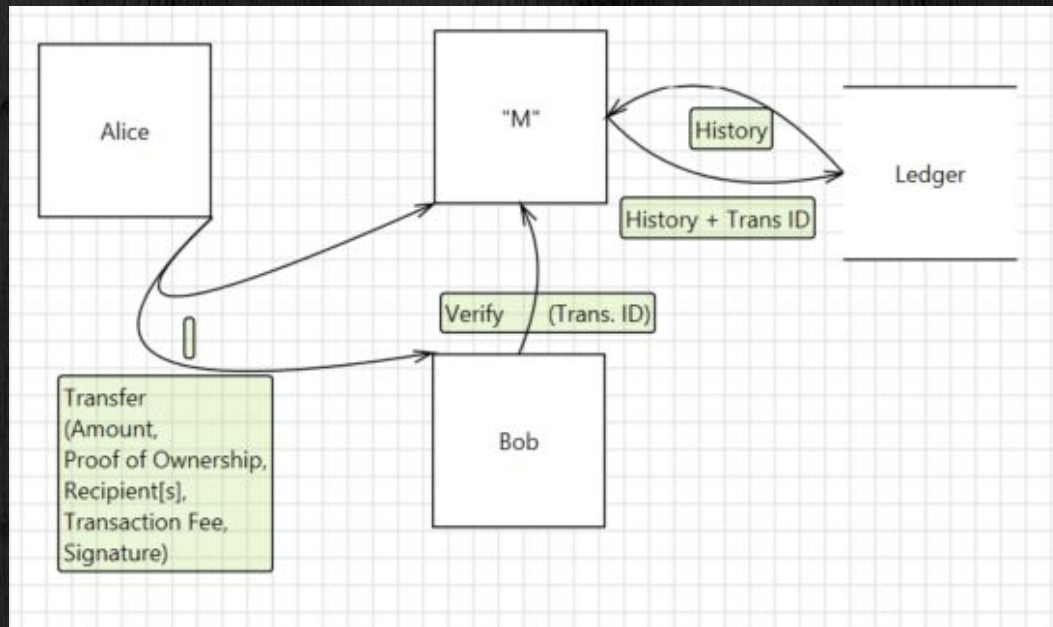 Alice
"M"
History
Ledger
History + Trans ID
Verify (Trans. ID)
Transfer
(Amount,
Proof of Ownership,
Recipient[s],
Transaction Fee,
Signature)
Bob